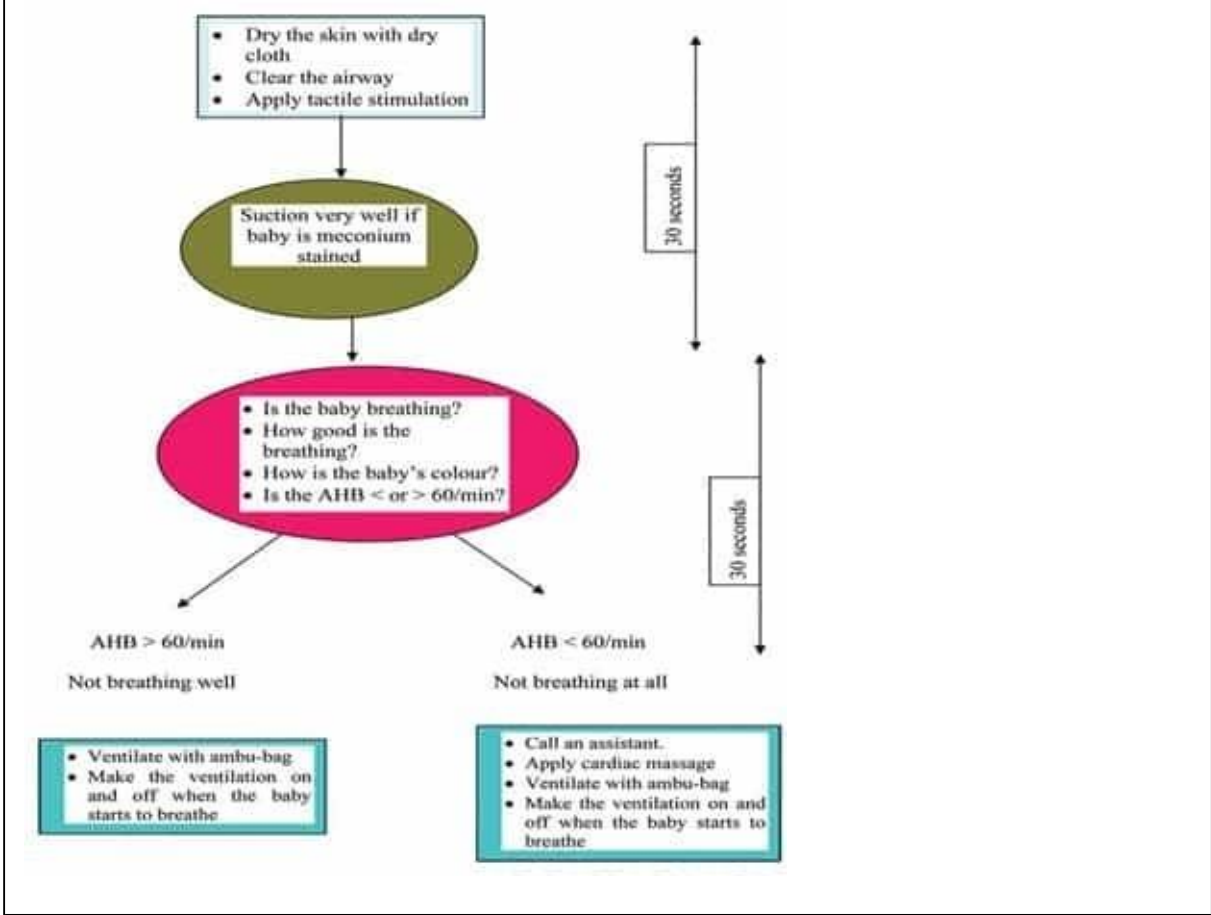 • Dry the skin with dry
cloth
• Clear the airway
• Apply tactile stimulation
30 seconds
Suction very well if
baby is meconium
stained
• Is the baby breathing?
• How good is the
breathing?
• How is the baby's colour?
• Is the AHB < or > 60/min?
30 seconds
AHB > 60/min
Not breathing well
• Ventilate with ambu-bag
• Make the ventilation on
and off when the baby
starts to breathe
AHB < 60/min
Not breathing at all
• Call an assistant.
• Apply cardiac massage
• Ventilate with ambu-bag
• Make the ventilation on and
off when the baby starts to
breathe